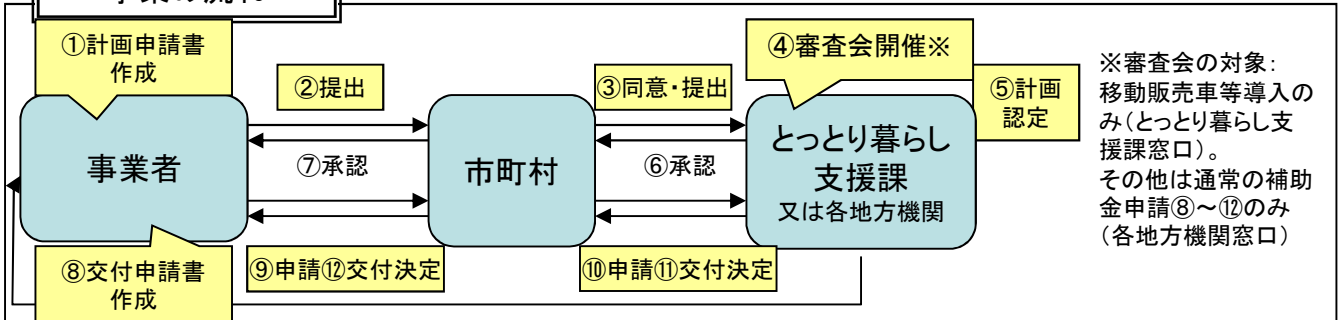 ①計画申請書
作成
②提出
③同意・提出
④審査会開催※
⑤計画
認定
※審査会の対象：
移動販売車等導入の
み（とっとり暮らし支
援課窓口）。
その他は通常の補助
金申請⑧～⑫のみ
（各地方機関窓口）
事業者
⑦承認
市町村
⑥承認
とっとり暮らし
支援課
又は各地方機関
⑧交付申請書
作成
⑨申請⑫交付決定
⑩申請⑪交付決定